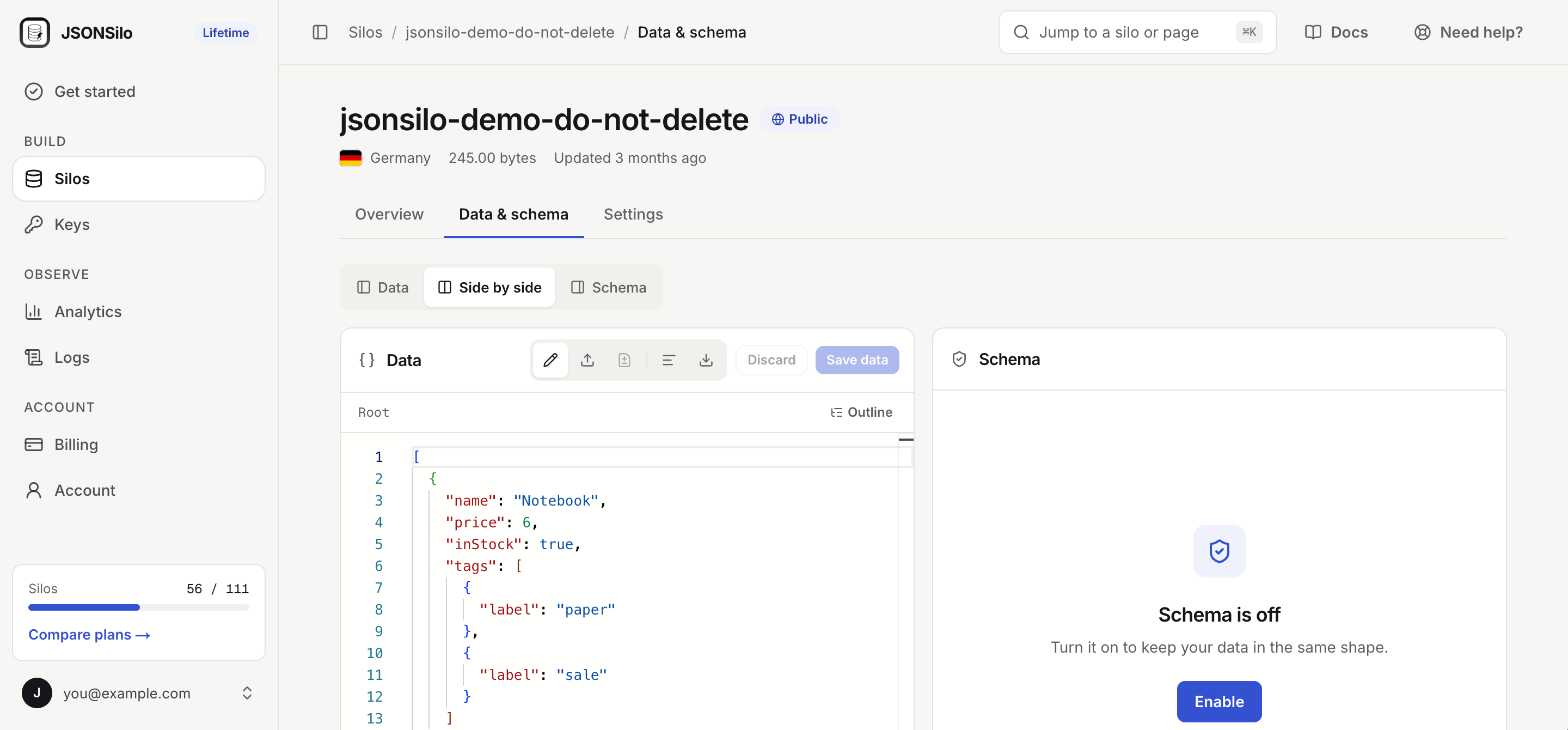 JSONSilo
Lifetime
Get started
BUILD
Silos
Keys
OBSERVE
Analytics
Logs
ACCOUNT
Billing
Account
Silos 56 / 111
Compare plans →
J you@example.com
Silos / jsonsilo-demo-do-not-delete / Data & schema
Jump to a silo or page ⌘K
Docs
Need help?
jsonsilo-demo-do-not-delete Public
Germany 245.00 bytes Updated 3 months ago
Overview Data & schema Settings
Data Side by side Schema
{ } Data Discard Save data
Root Outline
1 [
2 {
3 "name": "Notebook",
4 "price": 6,
5 "inStock": true,
6 "tags": [
7 {
8 "label": "paper"
9 },
10 {
11 "label": "sale"
12 }
13 ]
Schema
Schema is off
Turn it on to keep your data in the same shape.
Enable